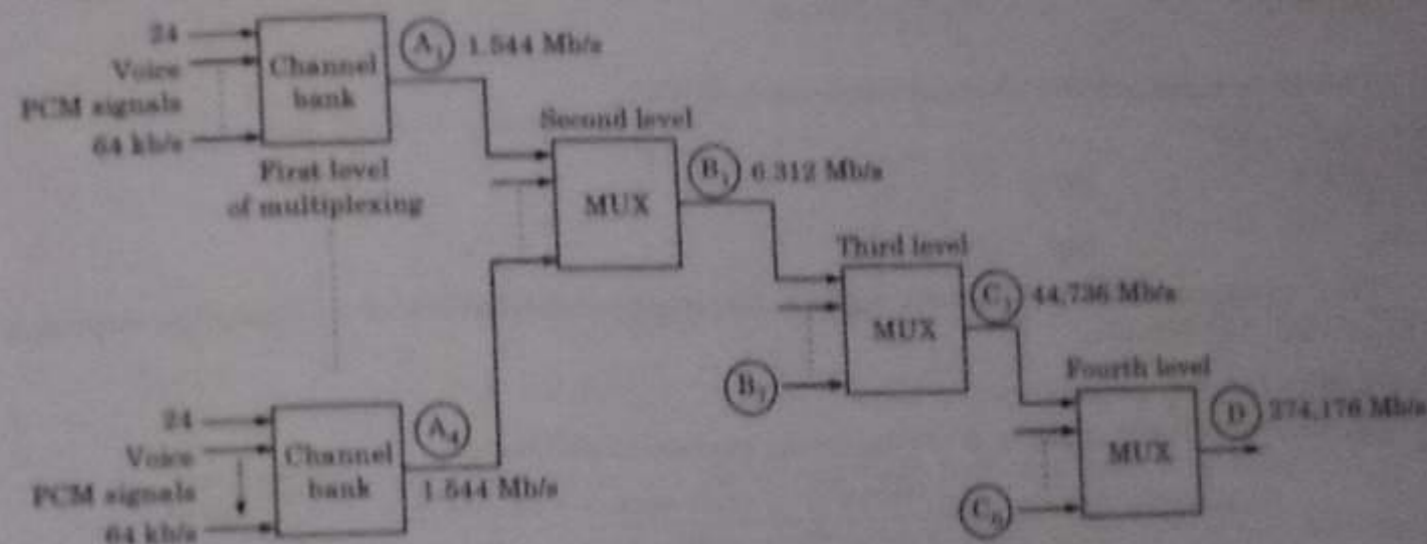 24
Voice
PCM signals
64 kb/s
Channel
bank
A₁ 1.544 Mb/s
First level
of multiplexing
Second level
MUX
B₁ 6.312 Mb/s
Third level
MUX
C₁ 44,736 Mb/s
B₇
Fourth level
MUX
D 274,176 Mb/s
C₆
24
Voice
PCM signals
64 kb/s
Channel
bank
A₄
1.544 Mb/s